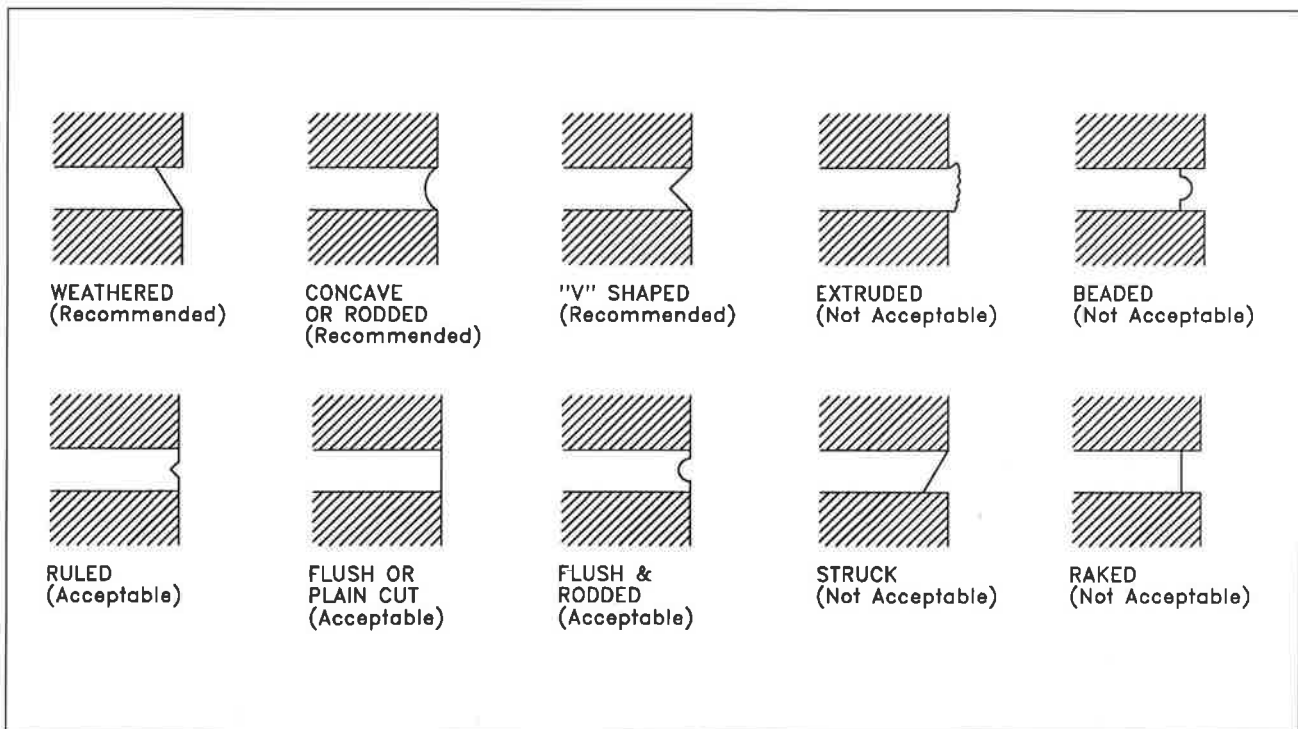 WEATHERED
(Recommended)
CONCAVE
OR RODDED
(Recommended)
"V" SHAPED
(Recommended)
EXTRUDED
(Not Acceptable)
BEADED
(Not Acceptable)
RULED
(Acceptable)
FLUSH OR
PLAIN CUT
(Acceptable)
FLUSH &
RODDED
(Acceptable)
STRUCK
(Not Acceptable)
RAKED
(Not Acceptable)